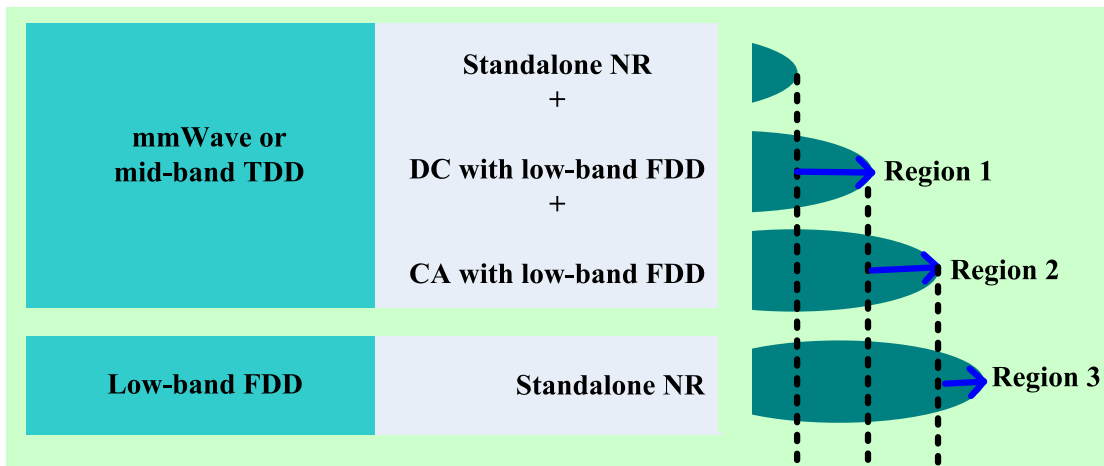 mmWave or
mid-band TDD
Standalone NR
+
DC with low-band FDD
+
CA with low-band FDD
Region 1
Region 2
Low-band FDD
Standalone NR
Region 3